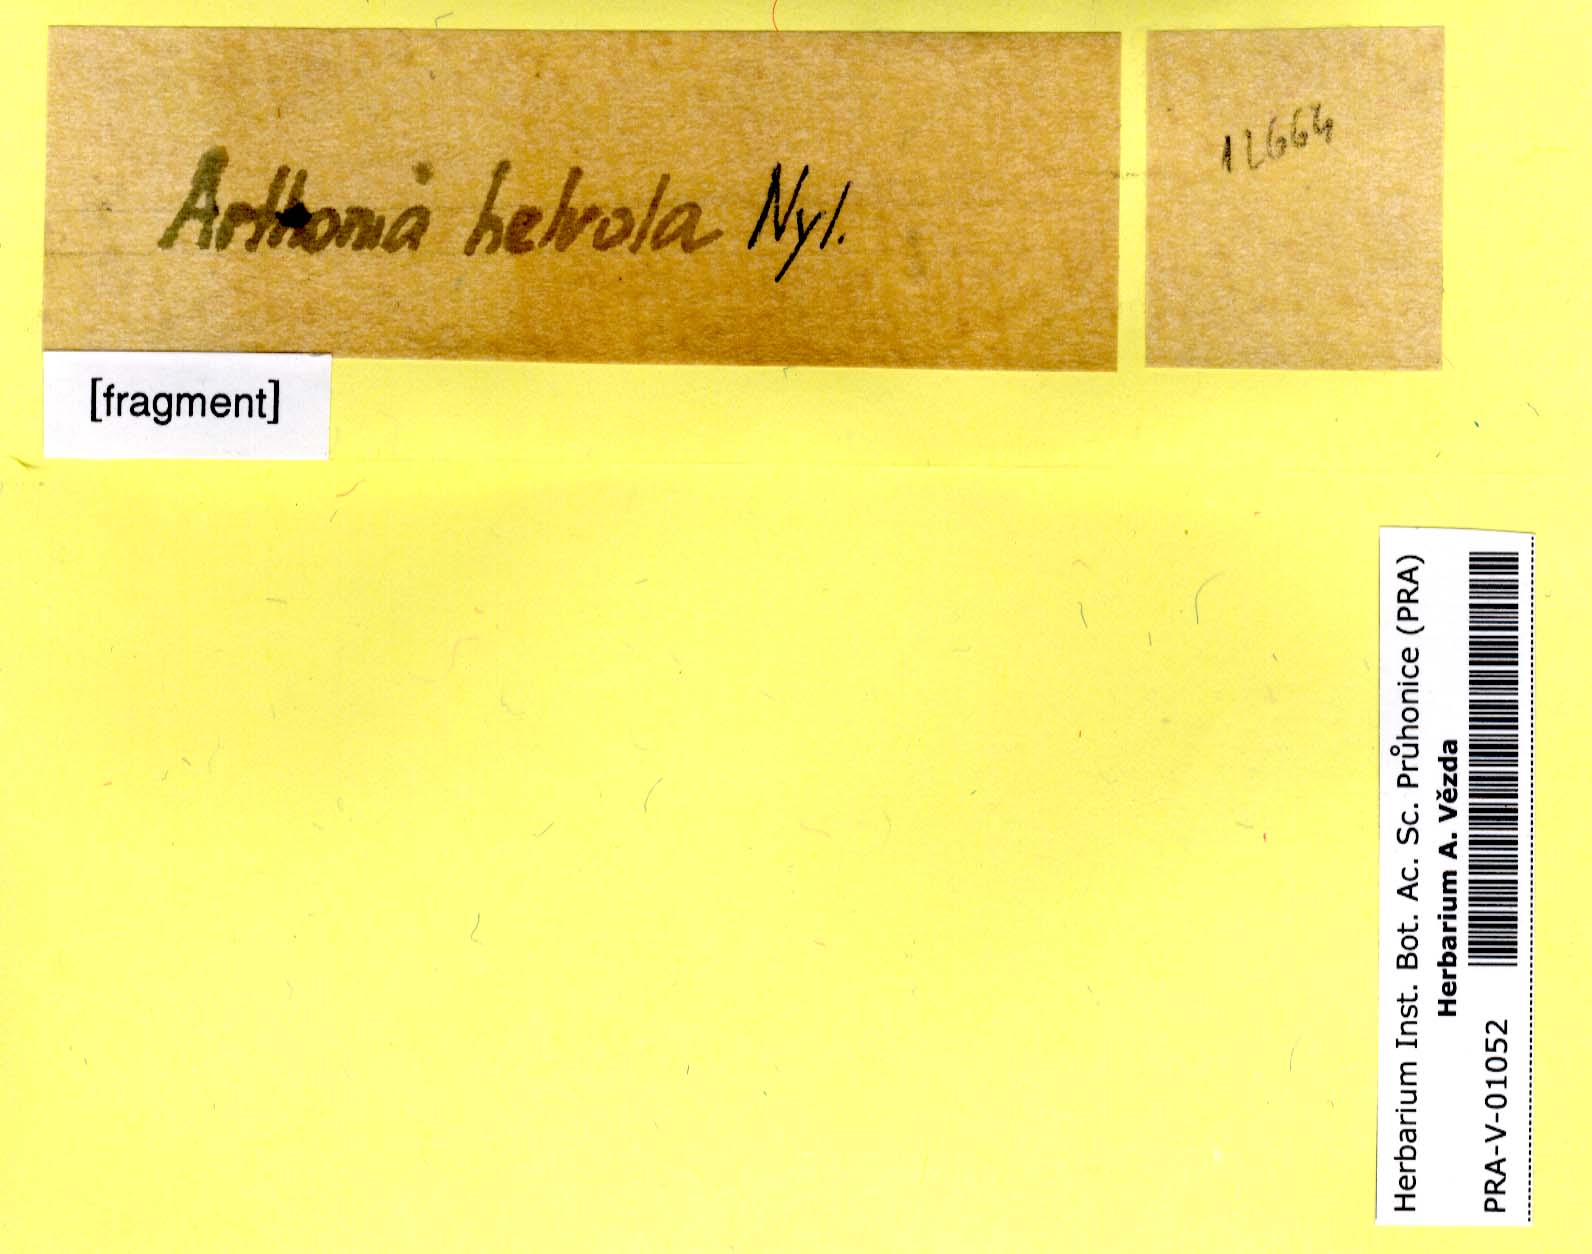 Arthonia helvola Nyl.
12664
[fragment]
Herbarium Inst. Bot. Ac. Sc. Průhonice (PRA)
Herbarium A. Vězda
PRA-V-01052